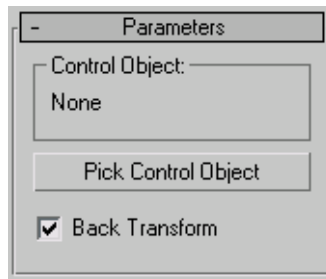 - Parameters
Control Object:
None
Pick Control Object
Back Transform